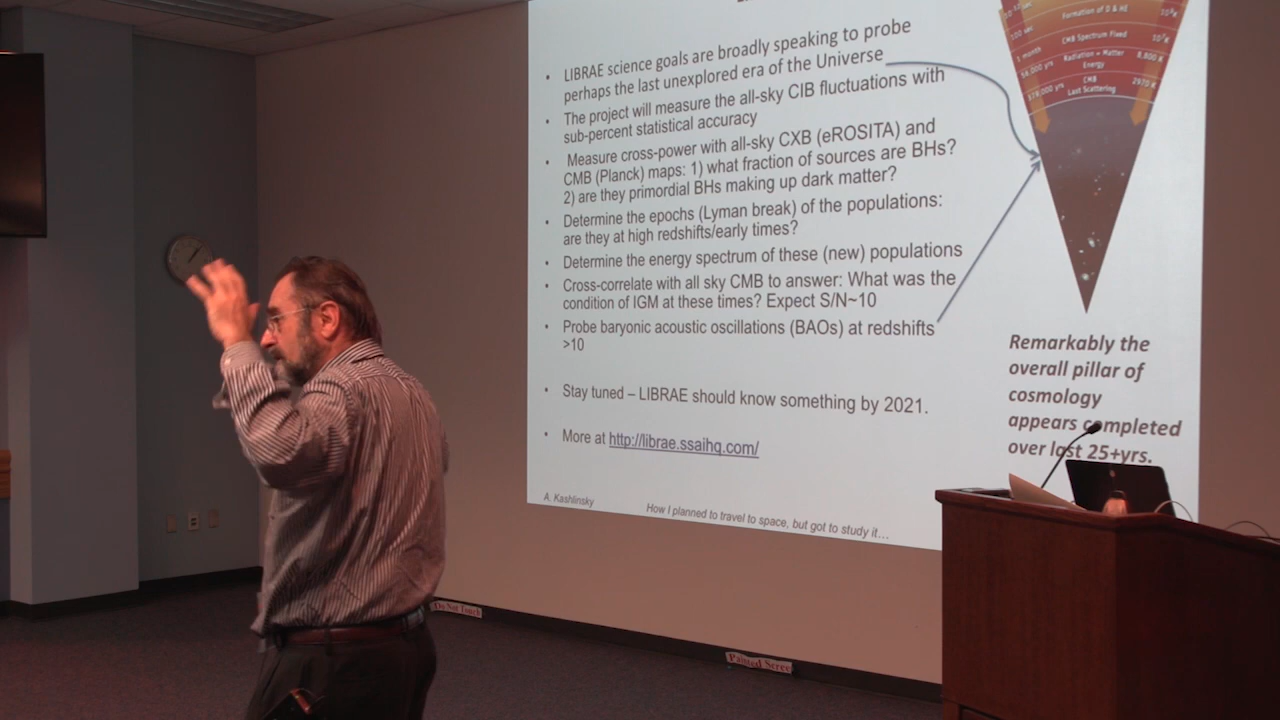 LIBRAE science goals are broadly speaking to probe
perhaps the last unexplored era of the Universe
The project will measure the all-sky CIB fluctuations with
sub-percent statistical accuracy
Measure cross-power with all-sky CXB (eROSITA) and
CMB (Planck) maps: 1) what fraction of sources are BHs?
2) are they primordial BHs making up dark matter?
Determine the epochs (Lyman break) of the populations:
are they at high redshifts/early times?
Determine the energy spectrum of these (new) populations
Cross-correlate with all sky CMB to answer: What was the
condition of IGM at these times? Expect S/N~10
Probe baryonic acoustic oscillations (BAOs) at redshifts
>10
Stay tuned – LIBRAE should know something by 2021.
More at http://librae.ssaihq.com/
A. Kashlinsky
How I planned to travel to space, but got to study it...
Formation of D & HE
100 sec
CMB Spectrum Fixed
1 month
Radiation = Matter
Energy
56,000 yrs
8,800 K
CMB
Last Scattering
378,000 yrs
2970 K
Remarkably the
overall pillar of
cosmology
appears completed
over last 25+yrs.
Do Not Touch
Painted Screen